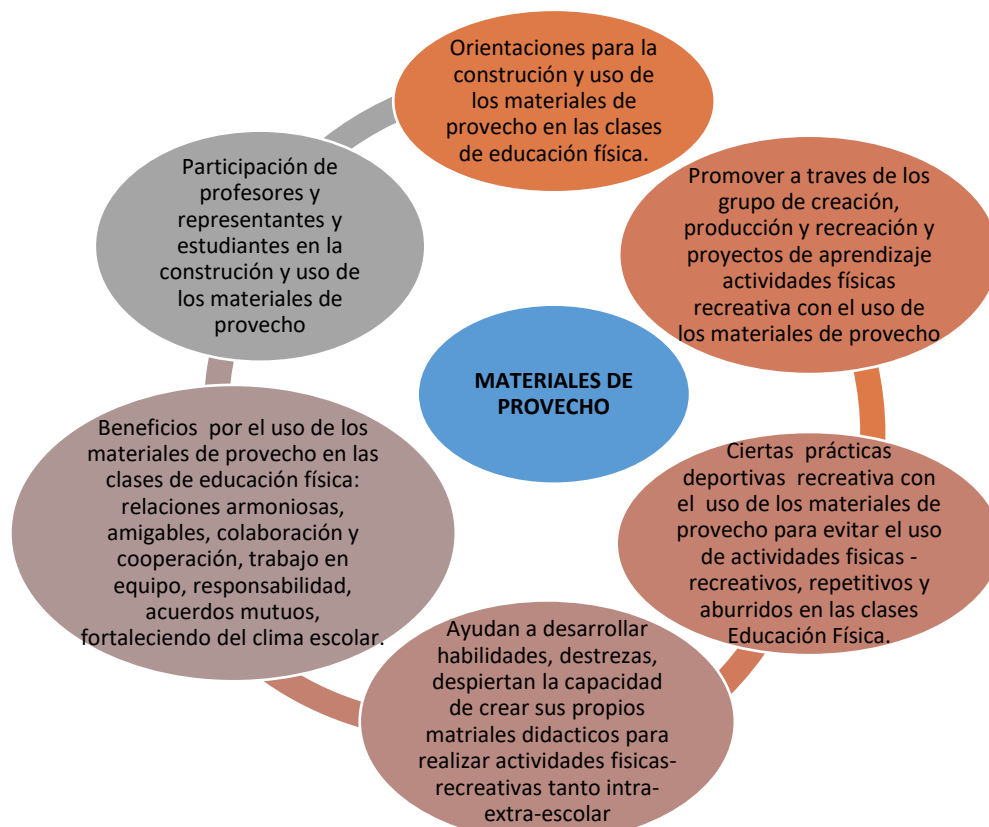 Orientaciones para la
construción y uso de
los materiales de
provecho en las clases
de educación física.
Promover a traves de los
grupo de creación,
producción y recreación y
proyectos de aprendizaje
actividades físicas
recreativa con el uso de
los materiales de provecho
Ciertas prácticas
deportivas recreativa con
el uso de los materiales de
provecho para evitar el uso
de actividades fisicas -
recreativos, repetitivos y
aburridos en las clases
Educación Física.
Ayudan a desarrollar
habilidades, destrezas,
despiertan la capacidad
de crear sus propios
matriales didacticos para
realizar actividades fisicas-
recreativas tanto intra-
extra-escolar
Beneficios por el uso de los
materiales de provecho en las
clases de educación física:
relaciones armoniosas,
amigables, colaboración y
cooperación, trabajo en
equipo, responsabilidad,
acuerdos mutuos,
fortaleciendo del clima escolar.
Participación de
profesores y
representantes y
estudiantes en la
construción y uso de
los materiales de
provecho
MATERIALES DE
PROVECHO